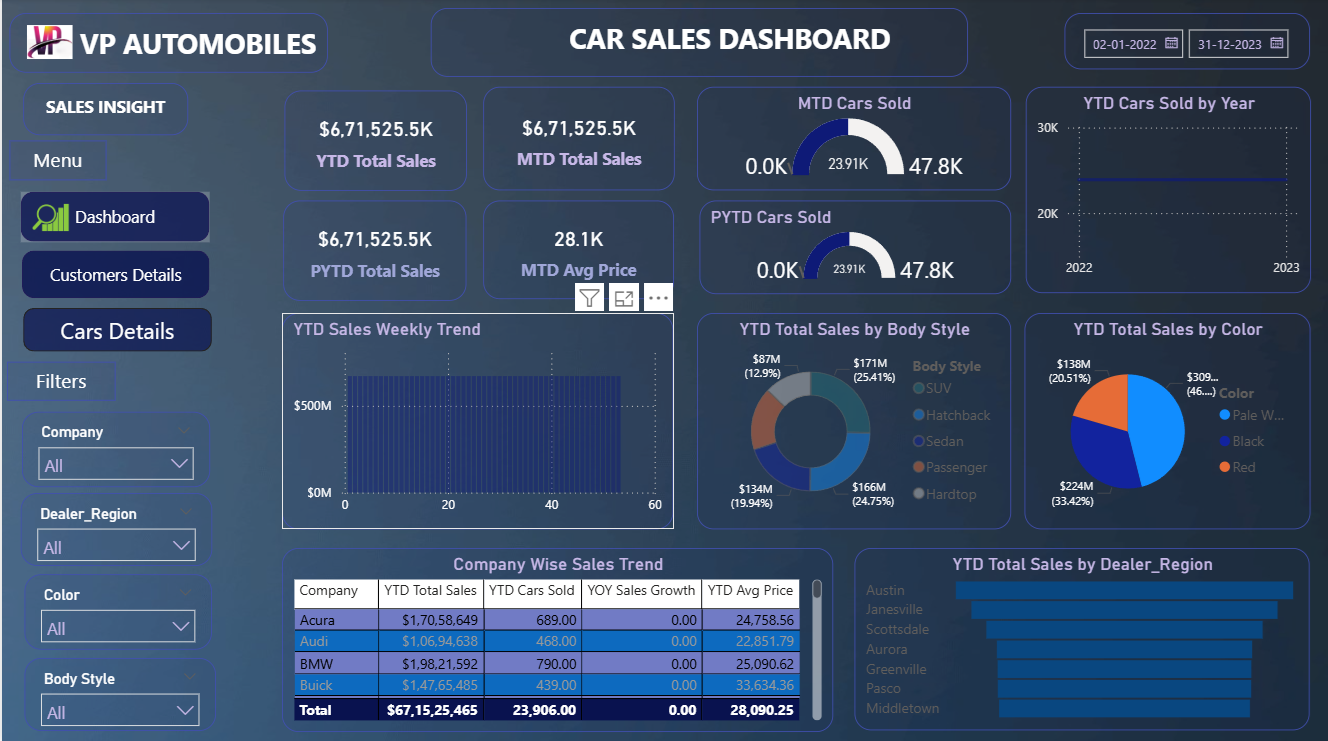 VP VP AUTOMOBILES
CAR SALES DASHBOARD
02-01-2022 31-12-2023
SALES INSIGHT
Menu
Dashboard
Customers Details
Cars Details
Filters
Company
All
Dealer_Region
All
Color
All
Body Style
All
$6,71,525.5K
YTD Total Sales
$6,71,525.5K
MTD Total Sales
$6,71,525.5K
PYTD Total Sales
28.1K
MTD Avg Price
MTD Cars Sold
0.0K 23.91K 47.8K
PYTD Cars Sold
0.0K 23.91K 47.8K
YTD Cars Sold by Year
30K
20K
2022 2023
YTD Sales Weekly Trend
$500M
$0M
0 20 40 60
YTD Total Sales by Body Style
$87M
(12.9%)
$171M
(25.41%)
$134M
(19.94%)
$166M
(24.75%)
Body Style
SUV
Hatchback
Sedan
Passenger
Hardtop
YTD Total Sales by Color
$138M
(20.51%)
$309...
(46....)
$224M
(33.42%)
Color
Pale W...
Black
Red
Company Wise Sales Trend
Company YTD Total Sales YTD Cars Sold YOY Sales Growth YTD Avg Price
Acura $1,70,58,649 689.00 0.00 24,758.56
Audi $1,06,94,638 468.00 0.00 22,851.79
BMW $1,98,21,592 790.00 0.00 25,090.62
Buick $1,47,65,485 439.00 0.00 33,634.36
Total $67,15,25,465 23,906.00 0.00 28,090.25
YTD Total Sales by Dealer_Region
Austin
Janesville
Scottsdale
Aurora
Greenville
Pasco
Middletown